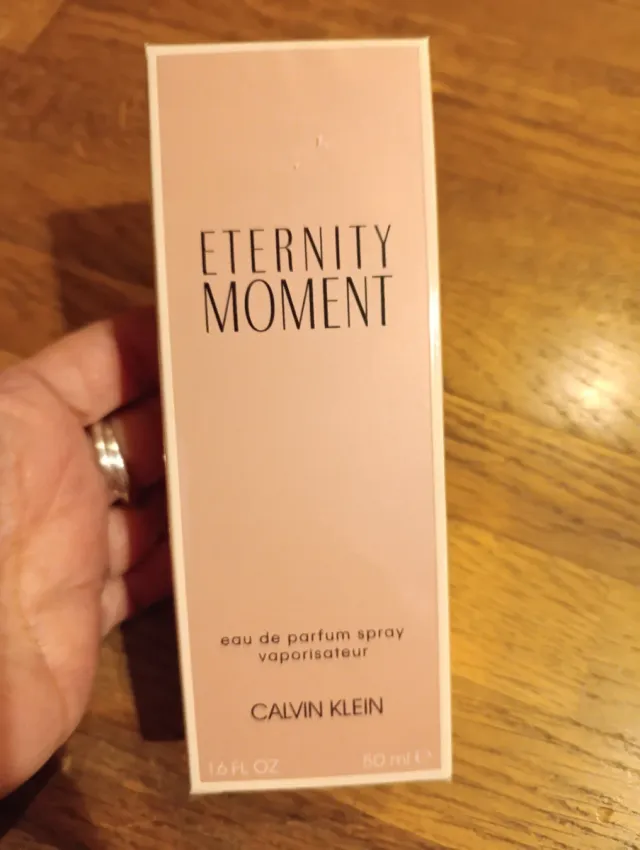 ETERNITY
MOMENT
eau de parfum spray
vaporisateur
CALVIN KLEIN
1.6 FL OZ 50 ml ℮